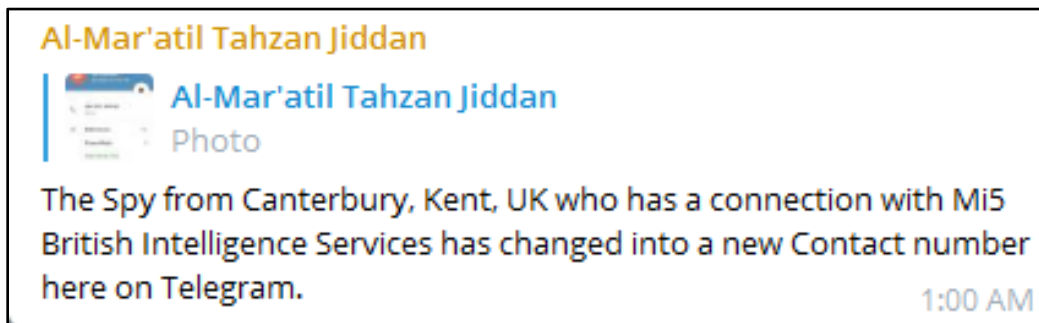 Al-Mar'atil Tahzan Jiddan
Al-Mar'atil Tahzan Jiddan
Photo
The Spy from Canterbury, Kent, UK who has a connection with Mi5
British Intelligence Services has changed into a new Contact number
here on Telegram.
1:00 AM